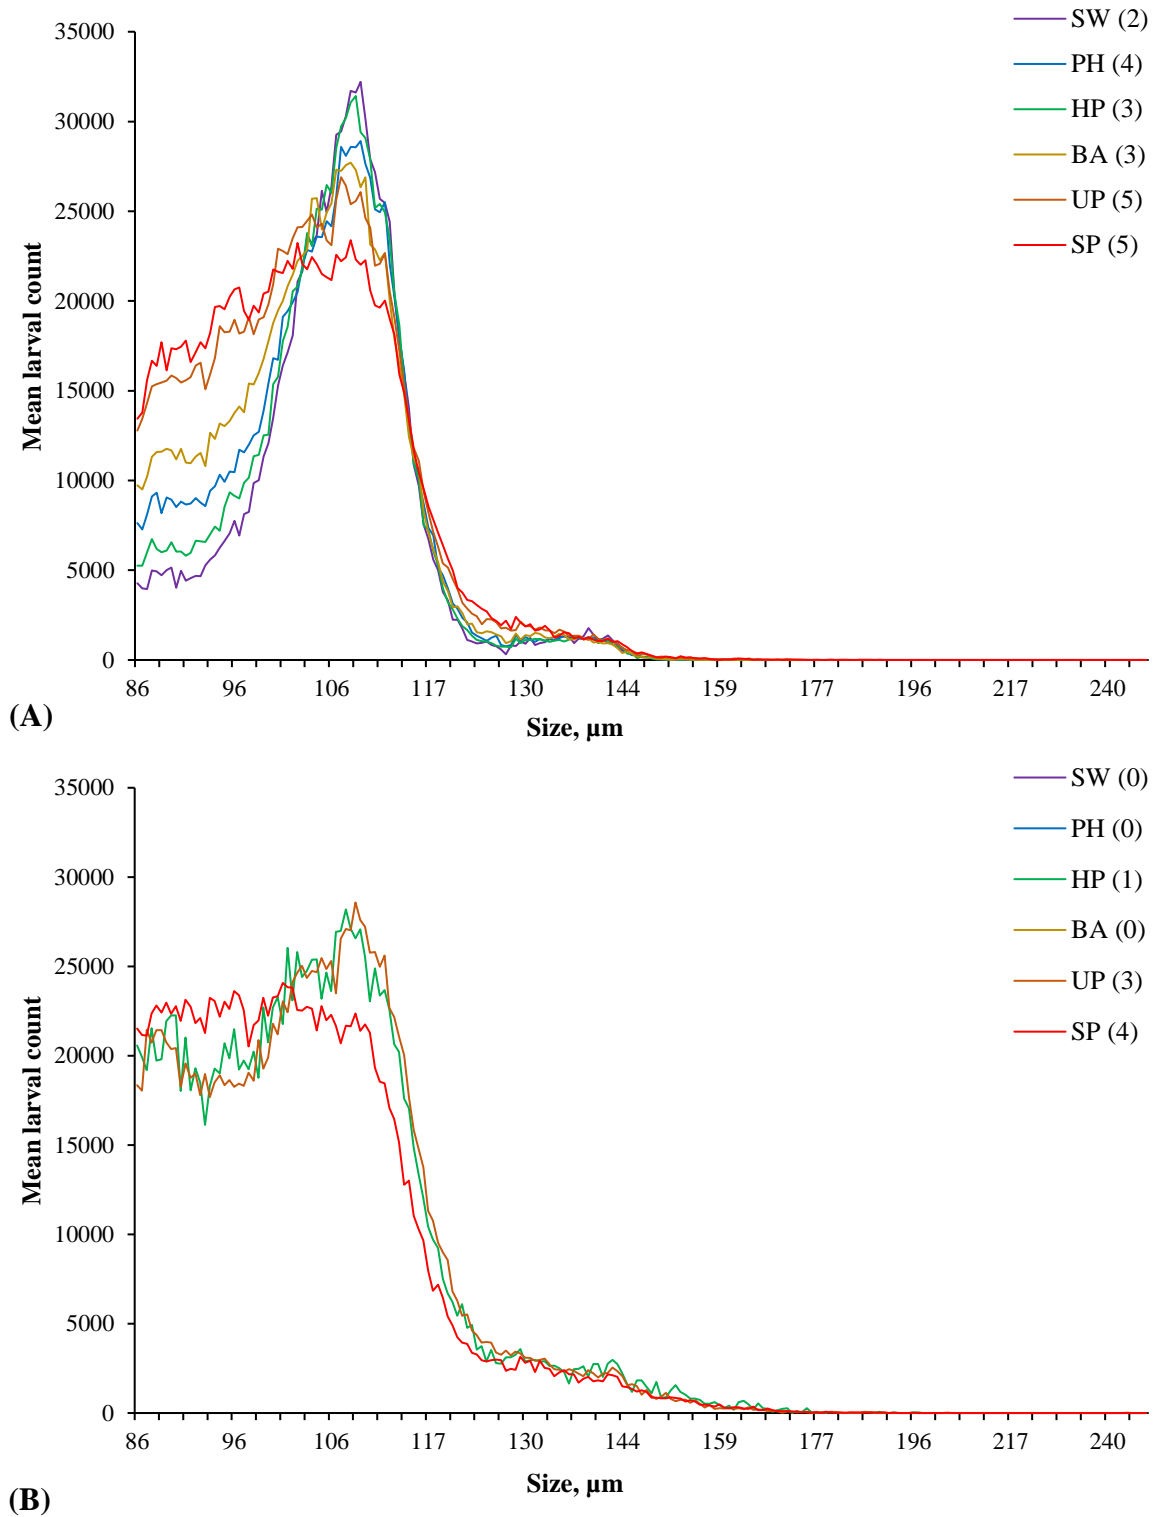 SW (2)
PH (4)
HP (3)
BA (3)
UP (5)
SP (5)
Mean larval count
35000
30000
25000
20000
15000
10000
5000
0
86 96 106 117 130 144 159 177 196 217 240
Size, µm
(A)
SW (0)
PH (0)
HP (1)
BA (0)
UP (3)
SP (4)
Mean larval count
35000
30000
25000
20000
15000
10000
5000
0
86 96 106 117 130 144 159 177 196 217 240
Size, µm
(B)